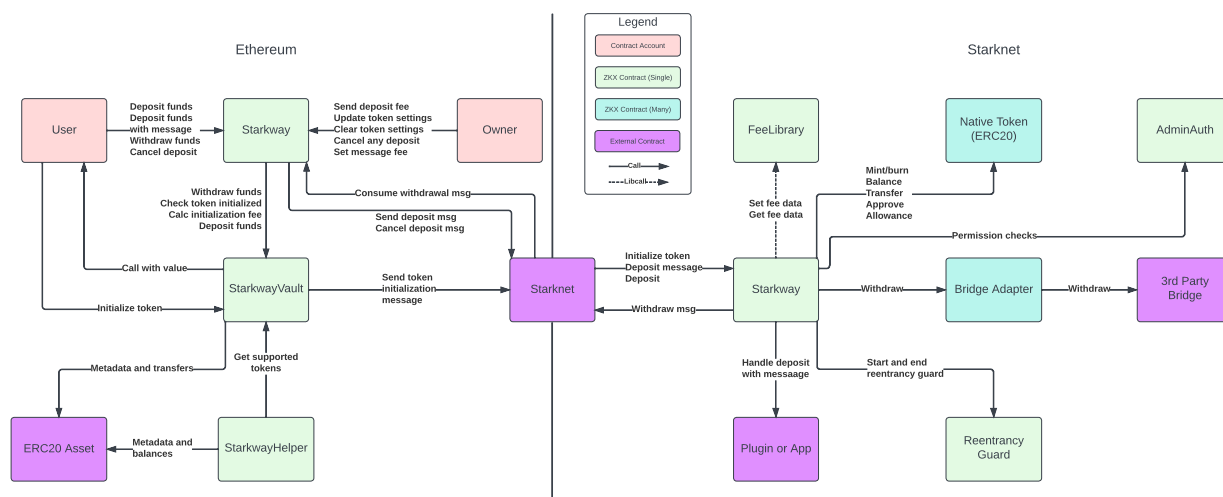 Legend
Contract Account
ZKX Contract (Single)
ZKX Contract (Many)
External Contract
Call
Libcall
Ethereum
Starknet
User
Deposit funds
Deposit funds
with message
Withdraw funds
Cancel deposit
Starkway
Send deposit fee
Update token settings
Clear token settings
Cancel any deposit
Set message fee
Owner
Withdraw funds
Check token initialized
Calc initialization fee
Deposit funds
Consume withdrawal msg
Send deposit msg
Cancel deposit msg
Call with value
Initialize token
StarkwayVault
Send token
initialization
message
Starknet
Metadata and transfers
Get supported
tokens
ERC20 Asset
Metadata and
balances
StarkwayHelper
FeeLibrary
Native Token
(ERC20)
AdminAuth
Set fee data
Get fee data
Mint/burn
Balance
Transfer
Approve
Allowance
Permission checks
Initialize token
Deposit message
Deposit
Withdraw msg
Starkway
Withdraw
Bridge Adapter
Withdraw
3rd Party
Bridge
Handle deposit
with messaage
Start and end
reentrancy guard
Plugin or App
Reentrancy
Guard